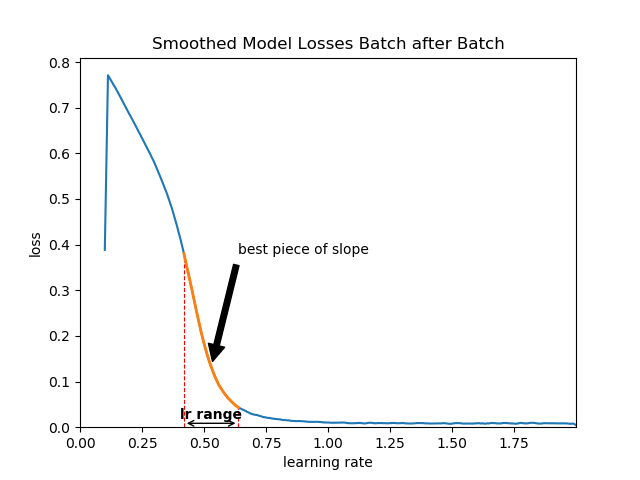 Smoothed Model Losses Batch after Batch
0.8
0.7
0.6
0.5
0.4
0.3
0.2
0.1
0.0
loss
best piece of slope
lr range
0.00 0.25 0.50 0.75 1.00 1.25 1.50 1.75
learning rate